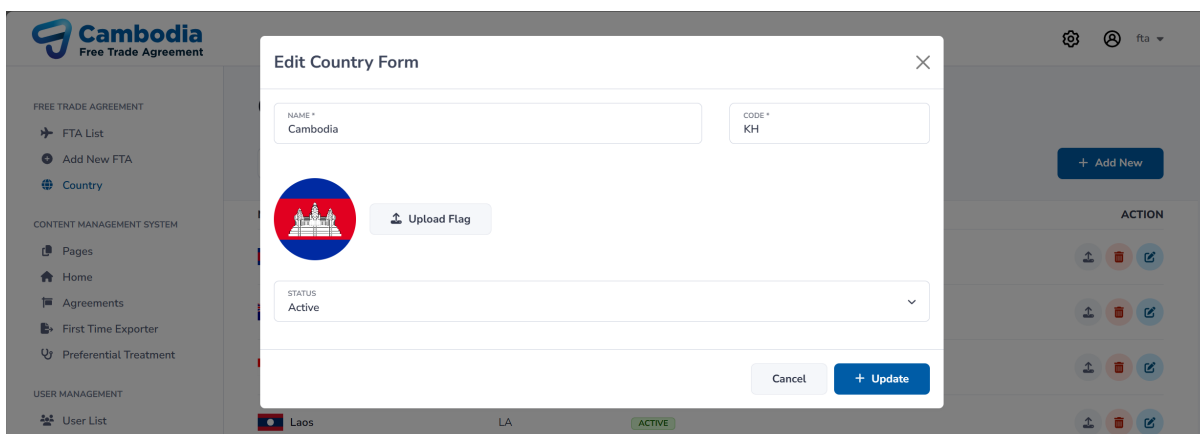 Cambodia
Free Trade Agreement
fta
Edit Country Form
FREE TRADE AGREEMENT
FTA List
Add New FTA
Country
NAME *
Cambodia
CODE *
KH
+ Add New
Upload Flag
ACTION
CONTENT MANAGEMENT SYSTEM
Pages
Home
Agreements
First Time Exporter
Preferential Treatment
STATUS
Active
Cancel
+ Update
USER MANAGEMENT
User List
Laos
LA
ACTIVE